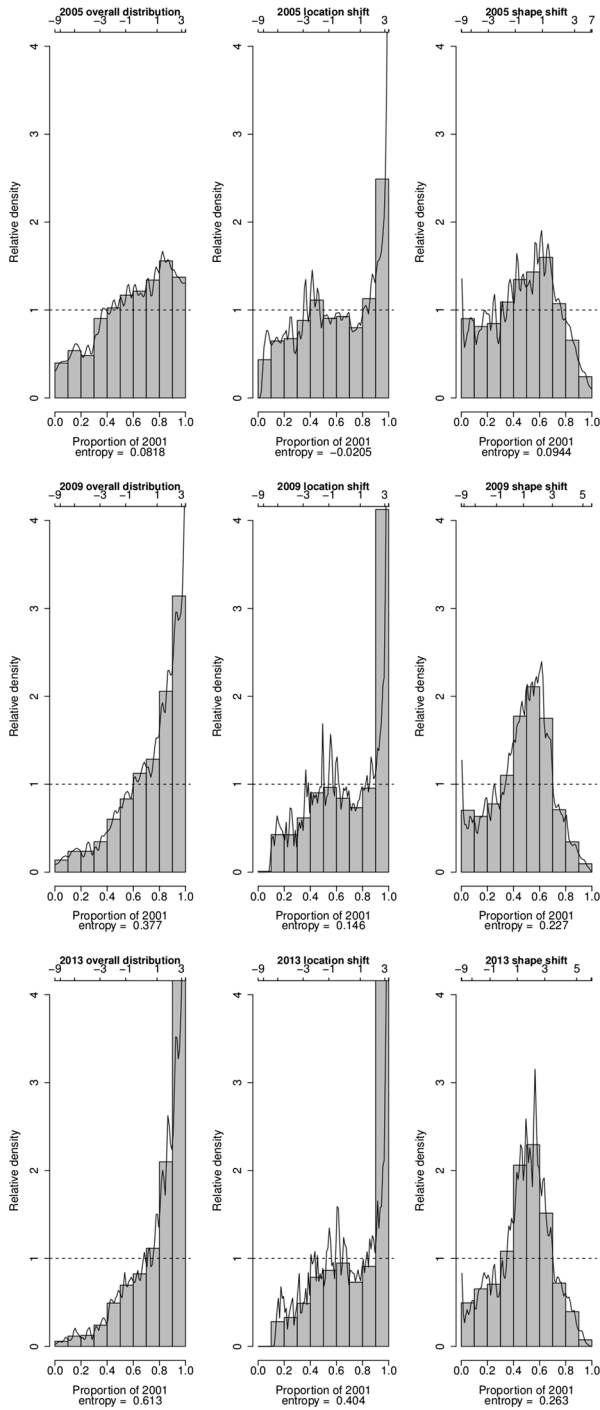 2005 overall distribution
−9 −3 −1 1 3
4
3
2
1
0
Relative density
0.0 0.2 0.4 0.6 0.8 1.0
Proportion of 2001
entropy = 0.0818
2005 location shift
−9 −3 −1 1 3
4
3
2
1
0
Relative density
0.0 0.2 0.4 0.6 0.8 1.0
Proportion of 2001
entropy = −0.0205
2005 shape shift
−9 −3 −1 1 3 7
4
3
2
1
0
Relative density
0.0 0.2 0.4 0.6 0.8 1.0
Proportion of 2001
entropy = 0.0944
2009 overall distribution
−9 −3 −1 1 3
4
3
2
1
0
Relative density
0.0 0.2 0.4 0.6 0.8 1.0
Proportion of 2001
entropy = 0.377
2009 location shift
−9 −3 −1 1 3
4
3
2
1
0
Relative density
0.0 0.2 0.4 0.6 0.8 1.0
Proportion of 2001
entropy = 0.146
2009 shape shift
−9 −1 1 3 5
4
3
2
1
0
Relative density
0.0 0.2 0.4 0.6 0.8 1.0
Proportion of 2001
entropy = 0.227
2013 overall distribution
−9 −3 −1 1 3
4
3
2
1
0
Relative density
0.0 0.2 0.4 0.6 0.8 1.0
Proportion of 2001
entropy = 0.613
2013 location shift
−9 −3 −1 1 3
4
3
2
1
0
Relative density
0.0 0.2 0.4 0.6 0.8 1.0
Proportion of 2001
entropy = 0.404
2013 shape shift
−9 −1 1 3 5
4
3
2
1
0
Relative density
0.0 0.2 0.4 0.6 0.8 1.0
Proportion of 2001
entropy = 0.263